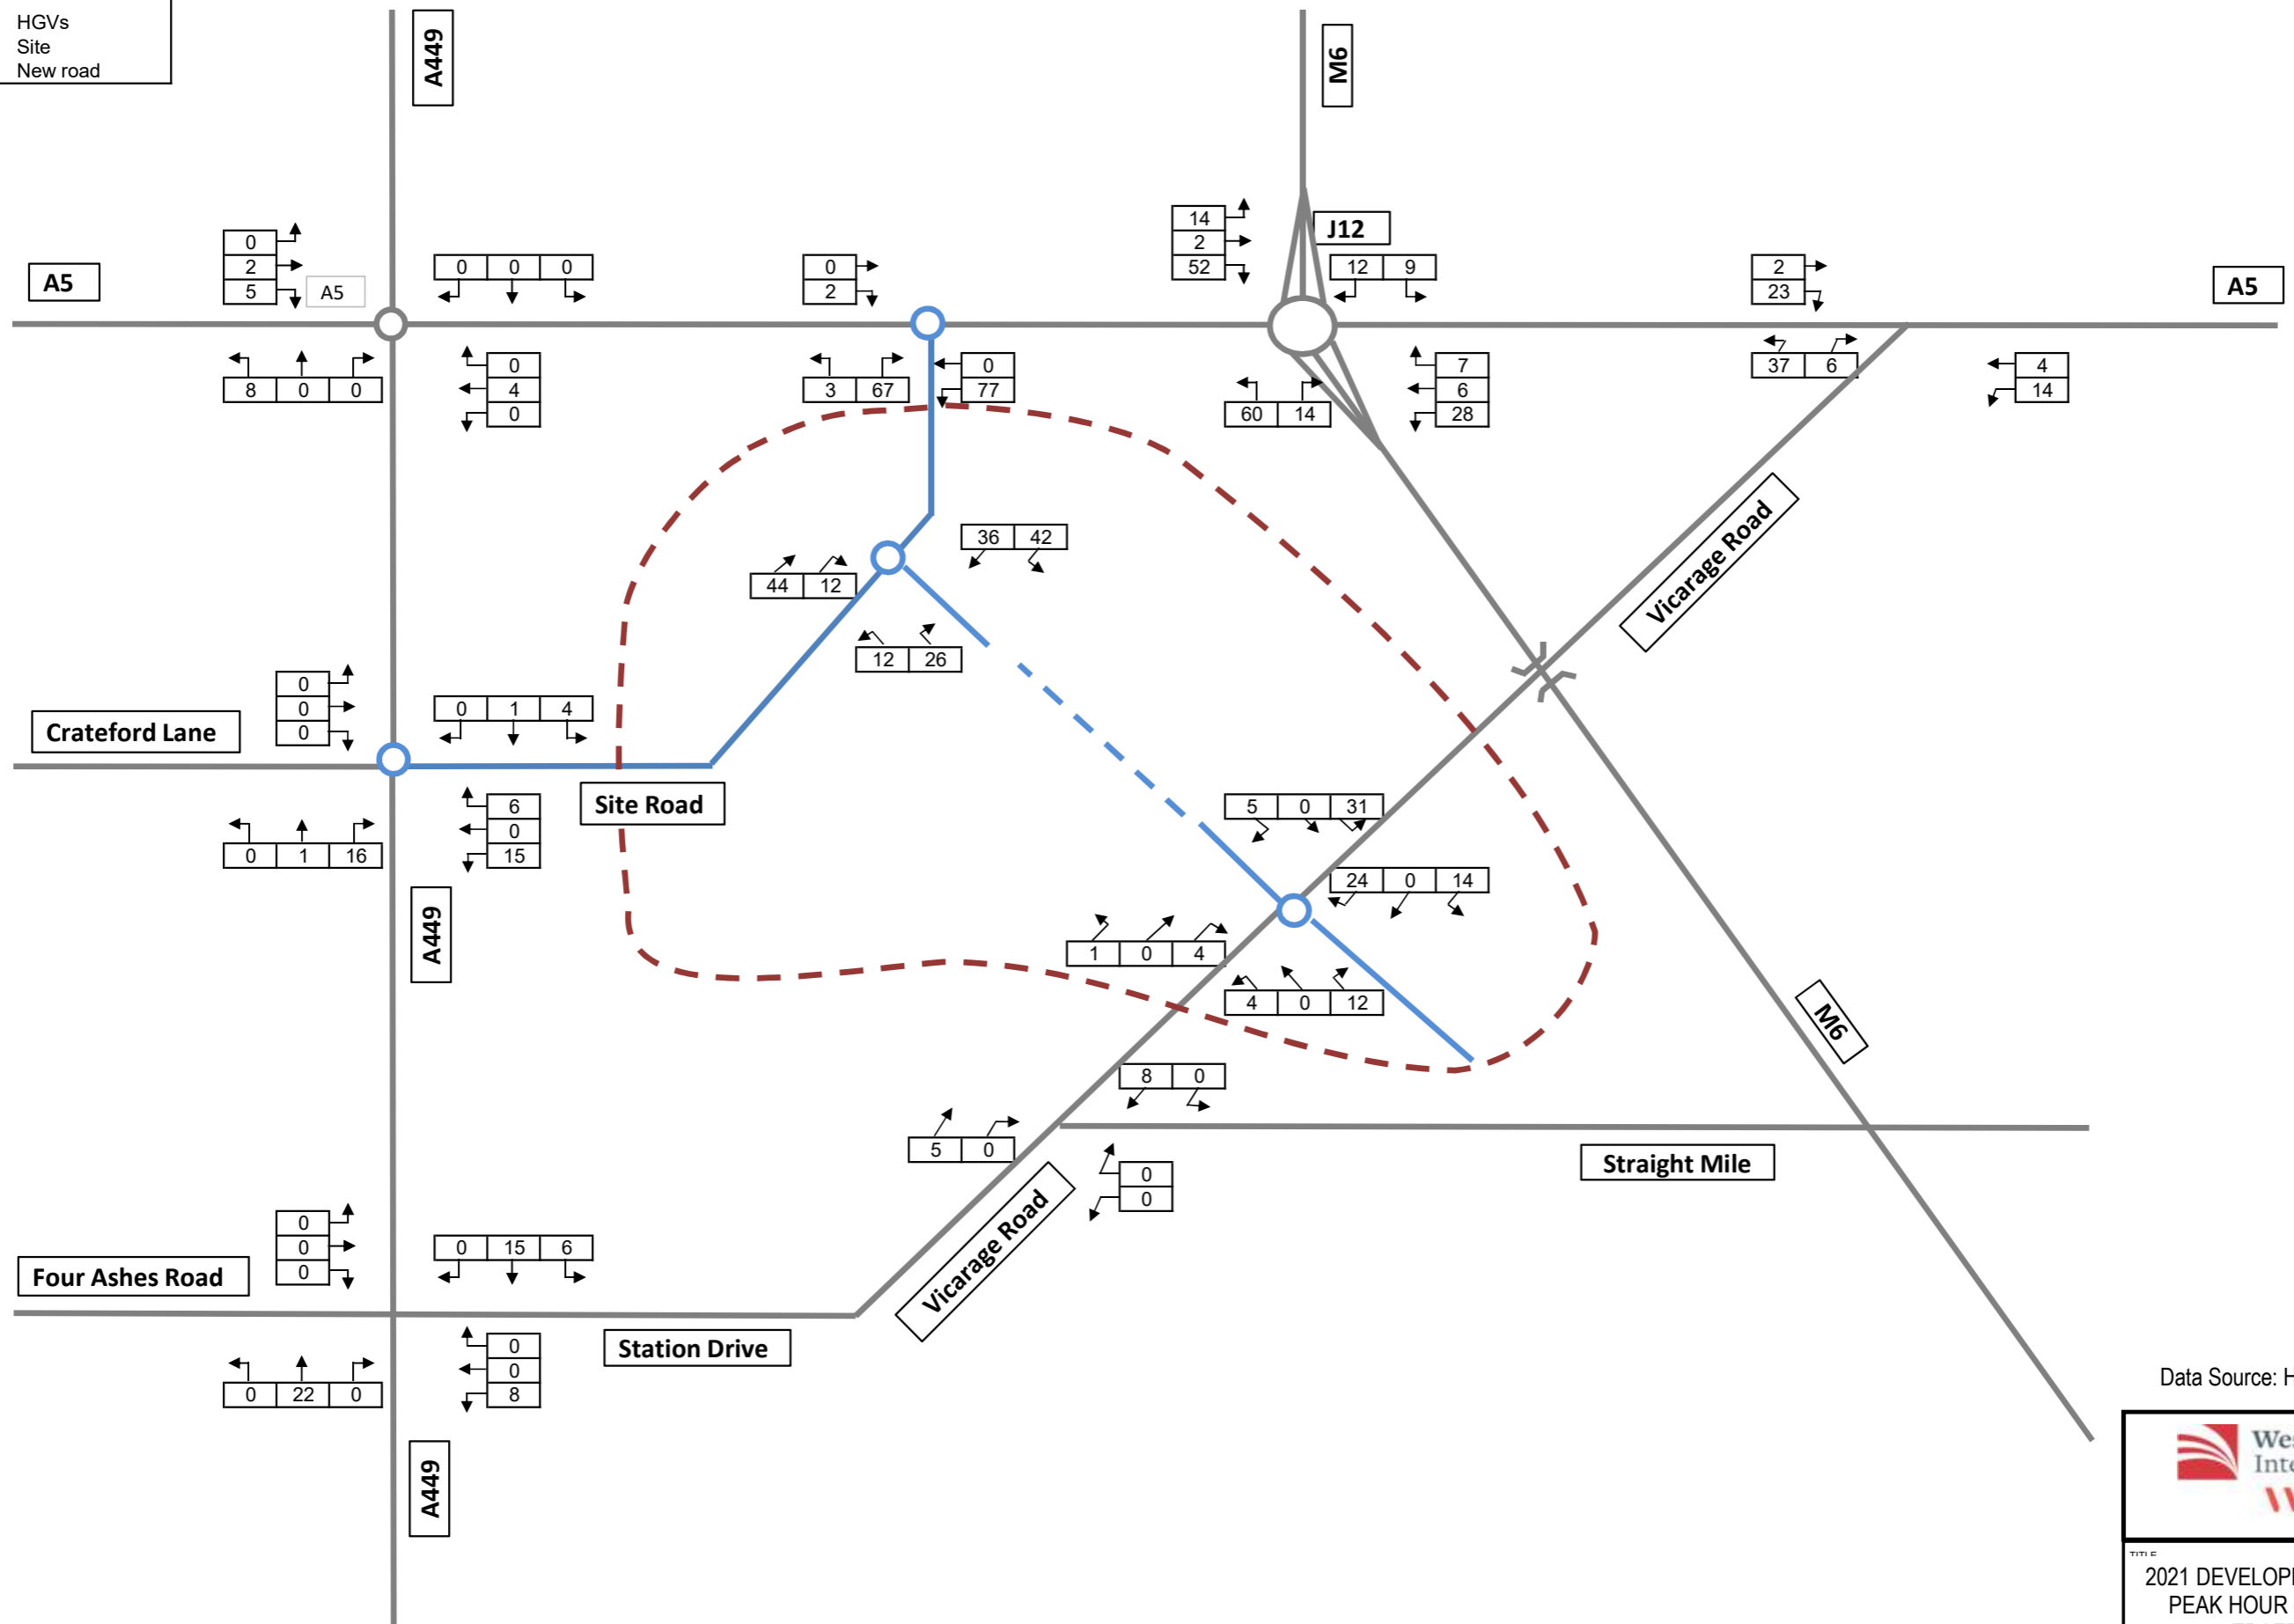 HGVs
Site
New road
A449
M6
J12
A5
0
2
5
A5
0 0 0
0
2
14
2
52
12 9
2
23
A5
8 0 0
0
4
0
3 67
0
77
60 14
7
6
28
37 6
4
14
36 42
44 12
12 26
Vicarage Road
Crateford Lane
0
0
0
0 1 4
Site Road
0 1 16
6
0
15
A449
5 0 31
24 0 14
1 0 4
4 0 12
M6
8 0
5 0
0
0
Straight Mile
Vicarage Road
Four Ashes Road
0
0
0
0 15 6
Station Drive
0 22 0
0
0
8
A449
Data Source: H
We
Inte
W
TITLE
2021 DEVELOP
PEAK HOUR